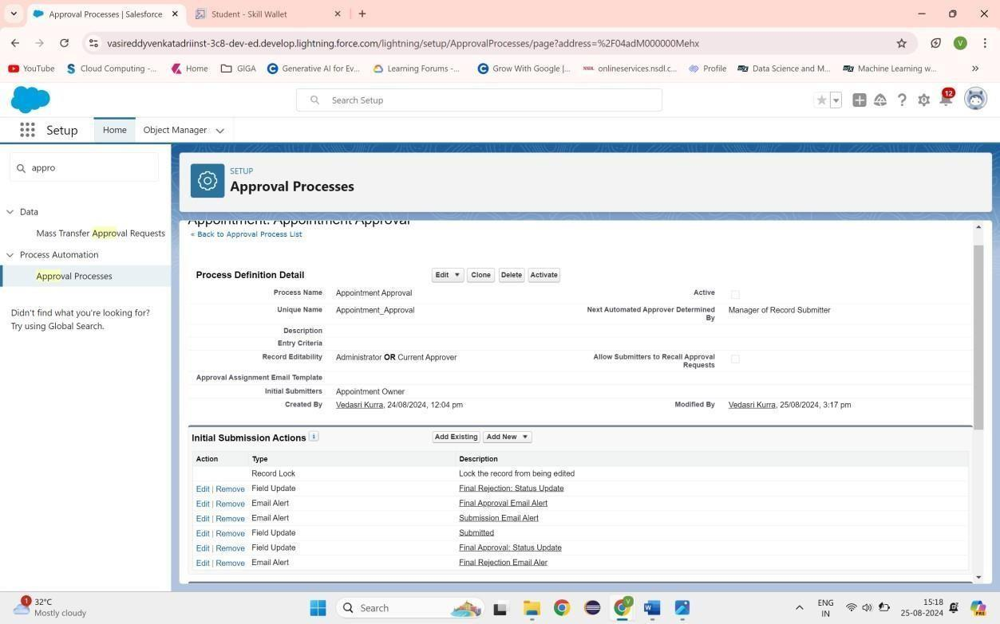 Approval Processes | Salesforce
Student - Skill Wallet
vasireddyvenkatadriinst-3c8-dev-ed.develop.lightning.force.com/lightning/setup/ApprovalProcesses/page?address=%2F04adM000000Mehx
V
YouTube Cloud Computing -... Home GIGA Generative AI for Ev... Learning Forums -... Grow With Google |... NSDL onlineservices.nsdl.c... Profile Data Science and M... Machine Learning w... »
Search Setup
12
Setup Home Object Manager
appro
Data
Mass Transfer Approval Requests
Process Automation
Approval Processes
Didn't find what you're looking for?
Try using Global Search.
SETUP
Approval Processes
Appointment: Appointment Approval
« Back to Approval Process List
Process Definition Detail Edit Clone Delete Activate
Process Name Appointment Approval Active
Unique Name Appointment_Approval Next Automated Approver Determined By Manager of Record Submitter
Description
Entry Criteria
Record Editability Administrator OR Current Approver Allow Submitters to Recall Approval Requests
Approval Assignment Email Template
Initial Submitters Appointment Owner
Created By Vedasri Kurra, 24/08/2024, 12:04 pm Modified By Vedasri Kurra, 25/08/2024, 3:17 pm
Initial Submission Actions i Add Existing Add New
Action Type Description
Record Lock Lock the record from being edited
Edit | Remove Field Update Final Rejection: Status Update
Edit | Remove Email Alert Final Approval Email Alert
Edit | Remove Email Alert Submission Email Alert
Edit | Remove Field Update Submitted
Edit | Remove Field Update Final Approval: Status Update
Edit | Remove Email Alert Final Rejection Email Aler
1
32°C
Mostly cloudy
Search
V
ENG
IN
15:18
25-08-2024
PRE